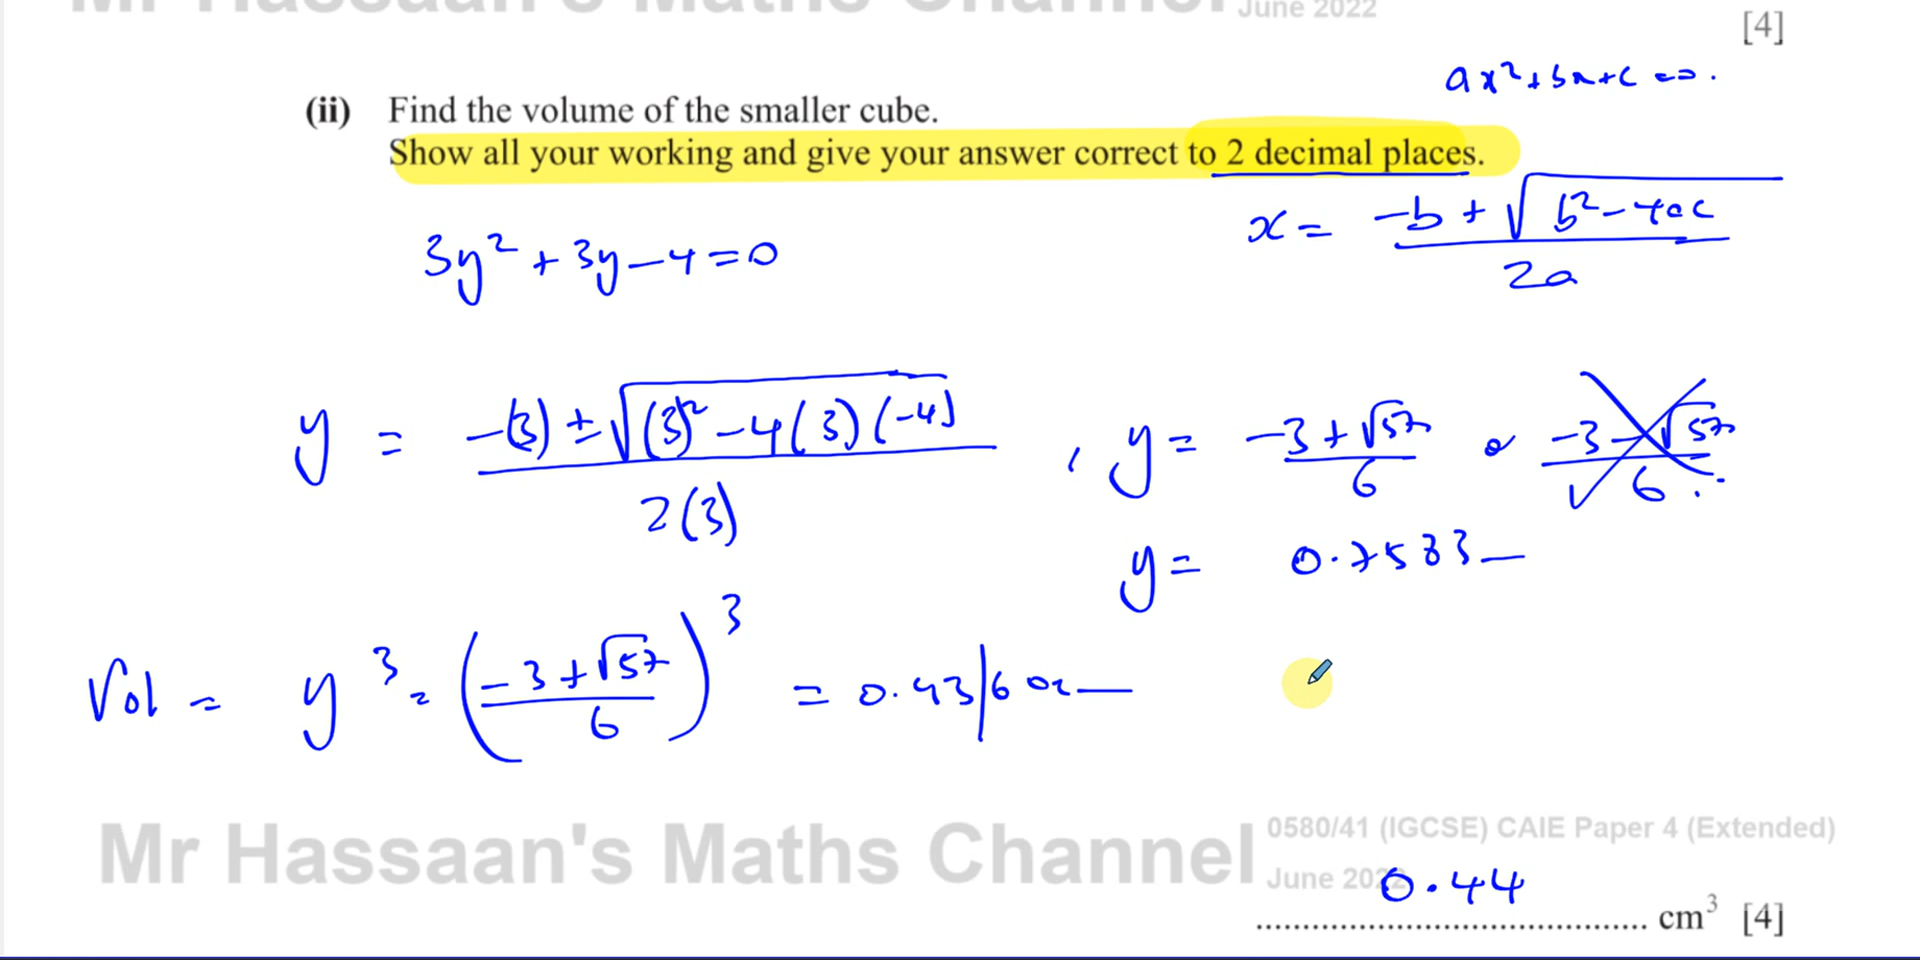 Mr Hassaan's Maths Channel June 2022
[4]
ax²+bx+c=0.
(ii) Find the volume of the smaller cube.
Show all your working and give your answer correct to 2 decimal places.
x = (-b + √(b²-4ac)) / 2a
3y² + 3y - 4 = 0
y = (-(3) ± √((3)² - 4(3)(-4))) / 2(3) , y = (-3 + √57) / 6 or (-3 - √57) / 6
y = 0.7583—
Vol = y³ = ((-3 + √57) / 6)³ = 0.43|602—
Mr Hassaan's Maths Channel 0580/41 (IGCSE) CAIE Paper 4 (Extended)
June 2022
0.44
.......................................... cm³ [4]